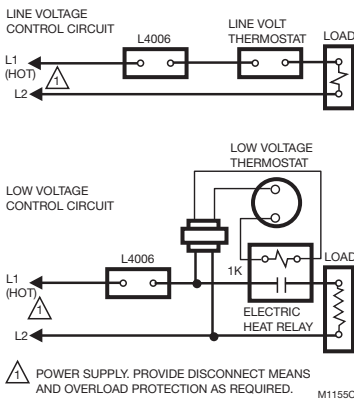 LINE VOLTAGE
CONTROL CIRCUIT
L4006
LINE VOLT
THERMOSTAT
LOAD
L1
(HOT)
1
L2
LOW VOLTAGE
THERMOSTAT
LOW VOLTAGE
CONTROL CIRCUIT
L4006
1K
LOAD
L1
(HOT)
1
ELECTRIC
HEAT RELAY
L2
1 POWER SUPPLY. PROVIDE DISCONNECT MEANS
AND OVERLOAD PROTECTION AS REQUIRED.
M1155C